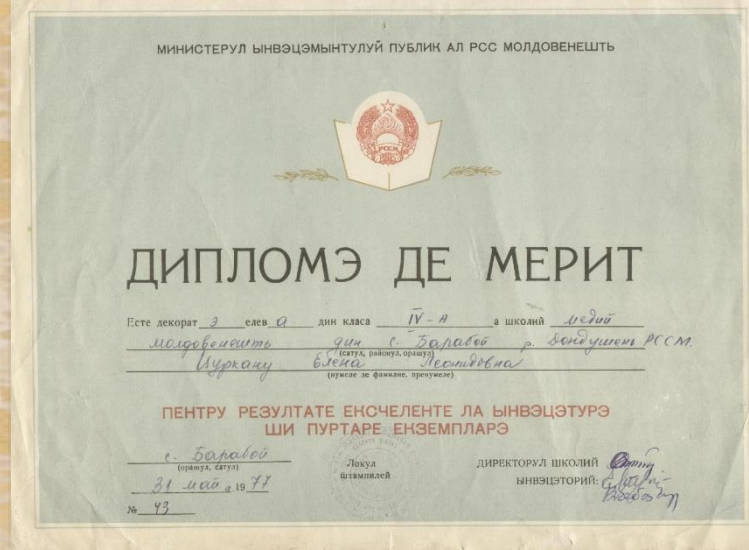 МИНИСТЕРУЛ ЫНВЭЦЭМЫНТУЛУЙ ПУБЛИК АЛ РСС МОЛДОВЕНЕШТЬ
РССМ
ДИПЛОМЭ ДЕ МЕРИТ
Есте декорат э елев а дин класа IV-А а школий медий
молдовенешть дин с. Баравой р. Дондушень РССМ.
(сатул, районул, орашул)
Цуркану Елена Леонидовна
(нумеле де фамилие, пренумеле)
ПЕНТРУ РЕЗУЛТАТЕ ЕКСЧЕЛЕНТЕ ЛА ЫНВЭЦЭТУРЭ
ШИ ПУРТАРЕ ЕКЗЕМПЛАРЭ
с. Баравой
(орашул, сатул)
31 май а 1977
№ 43
Локул
штампилей
ДИРЕКТОРУЛ ШКОЛИЙ
ЫНВЭЦЭТОРИЙ: